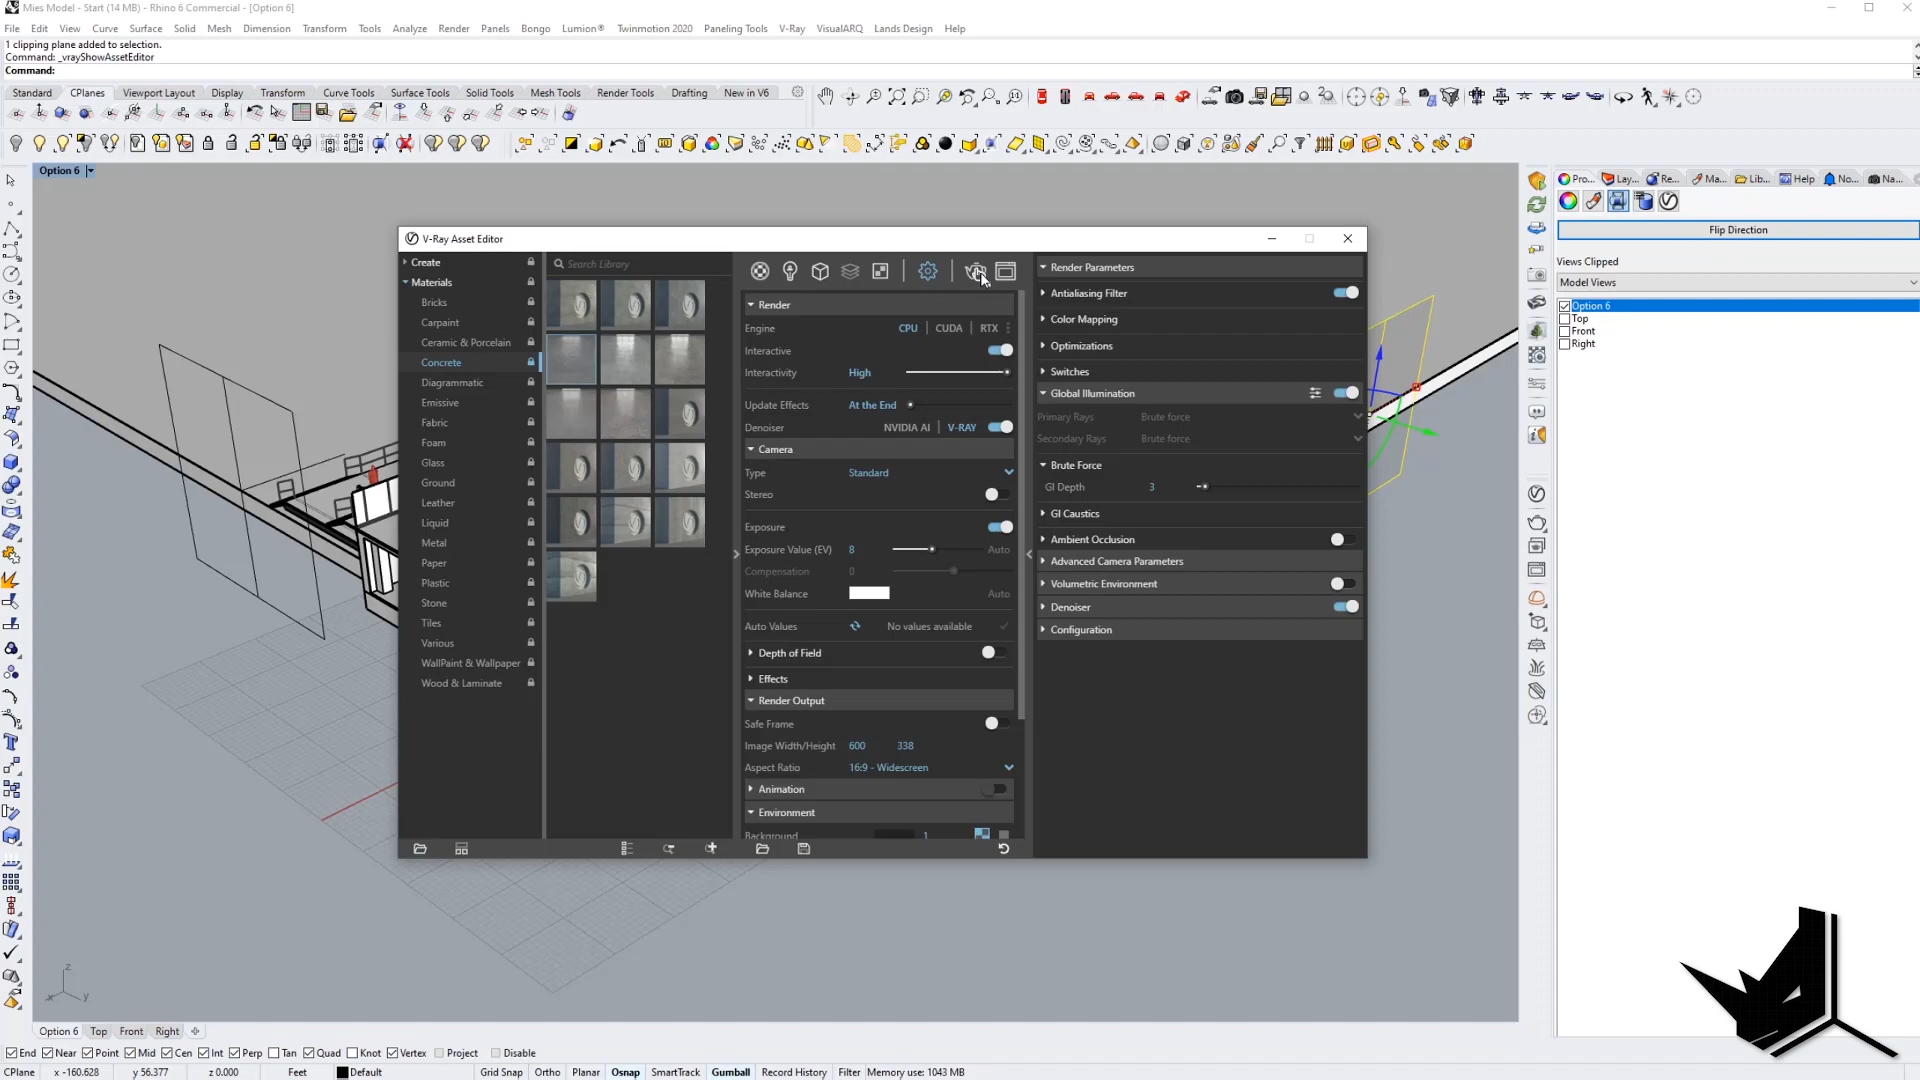 Mies Model - Start (14 MB) - Rhino 6 Commercial - [Option 6]
File Edit View Curve Surface Solid Mesh Dimension Transform Tools Analyze Render Panels Bongo Lumion® Twinmotion 2020 Paneling Tools V-Ray VisualARQ Lands Design Help
1 clipping plane added to selection.
Command: _vrayShowAssetEditor
Command:
Standard CPlanes Viewport Layout Display Transform Curve Tools Surface Tools Solid Tools Mesh Tools Render Tools Drafting New in V6
Option 6
Pro... Lay... Re... Ma... Lib... Help No... Na...
Flip Direction
Views Clipped
Model Views
Option 6
Top
Front
Right
V-Ray Asset Editor
Create
Materials
Bricks
Carpaint
Ceramic & Porcelain
Concrete
Diagrammatic
Emissive
Fabric
Foam
Glass
Ground
Leather
Liquid
Metal
Paper
Plastic
Stone
Tiles
Various
WallPaint & Wallpaper
Wood & Laminate
Search Library
Render
Engine CPU CUDA RTX
Interactive
Interactivity High
Update Effects At the End
Denoiser NVIDIA AI V-RAY
Camera
Type Standard
Stereo
Exposure
Exposure Value (EV) 8 Auto
Compensation 0
White Balance Auto
Auto Values No values available
Depth of Field
Effects
Render Output
Safe Frame
Image Width/Height 600 338
Aspect Ratio 16:9 - Widescreen
Animation
Environment
Background 1
Render Parameters
Antialiasing Filter
Color Mapping
Optimizations
Switches
Global Illumination
Primary Rays Brute force
Secondary Rays Brute force
Brute Force
GI Depth 3
GI Caustics
Ambient Occlusion
Advanced Camera Parameters
Volumetric Environment
Denoiser
Configuration
z
x y
Option 6 Top Front Right
End Near Point Mid Cen Int Perp Tan Quad Knot Vertex Project Disable
CPlane x -160.628 y 56.377 z 0.000 Feet Default Grid Snap Ortho Planar Osnap SmartTrack Gumball Record History Filter Memory use: 1043 MB